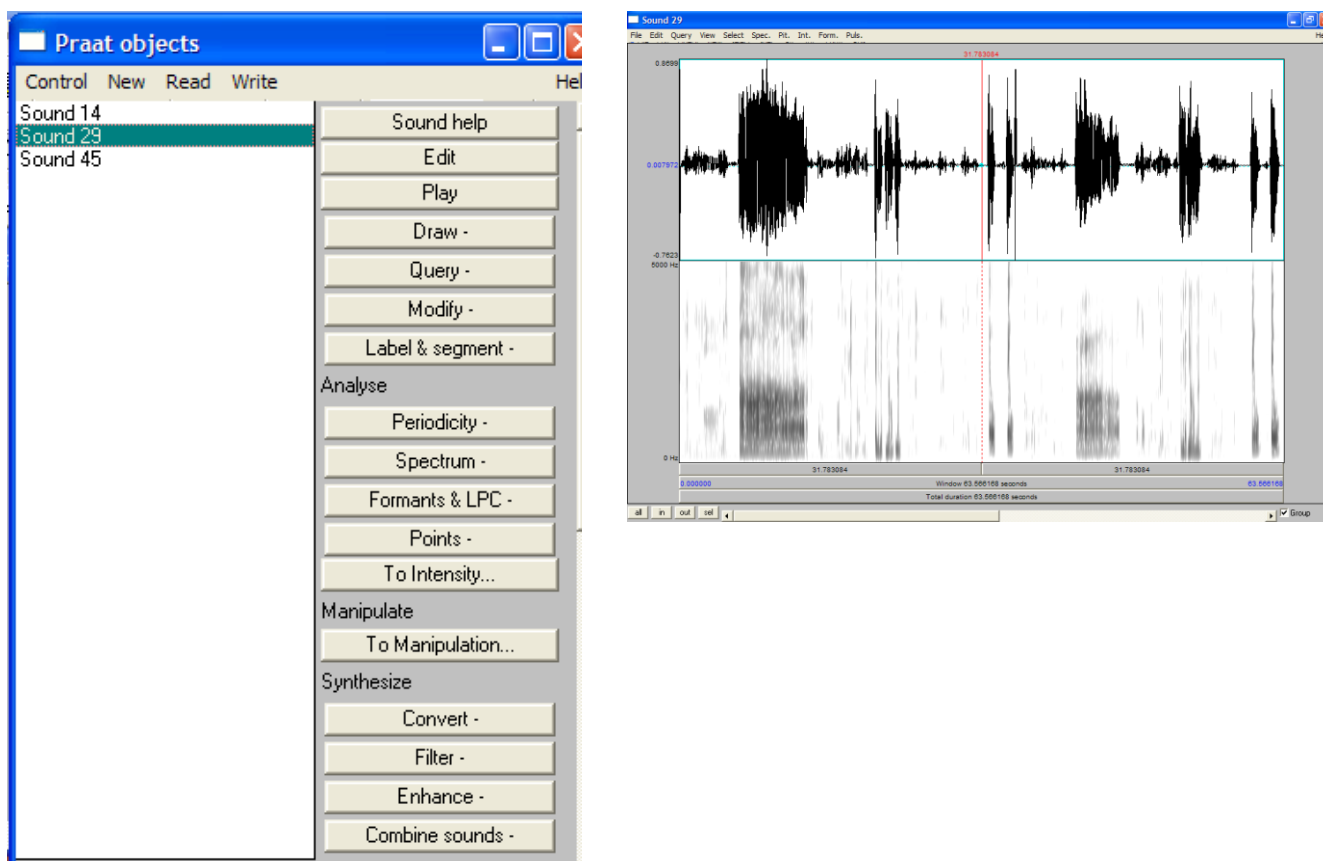 Praat objects
Control New Read Write Hel
Sound 14
Sound 29
Sound 45
Sound help
Edit
Play
Draw -
Query -
Modify -
Label & segment -
Analyse
Periodicity -
Spectrum -
Formants & LPC -
Points -
To Intensity...
Manipulate
To Manipulation...
Synthesize
Convert -
Filter -
Enhance -
Combine sounds -
Sound 29
File Edit Query View Select Spec. Pit. Int. Form. Puls. He
31.783084
0.8699
0.007972
-0.7623
5000 Hz
0 Hz
31.783084 31.783084
0.000000 Window 63.566168 seconds 63.566168
Total duration 63.566168 seconds
all in out sel Group